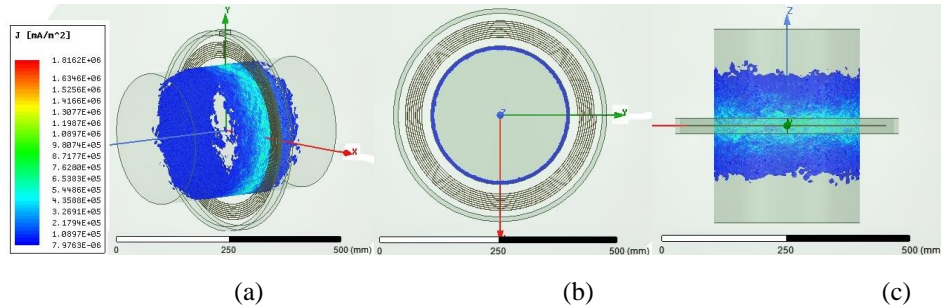 J [mA/m^2]
1.8162E+06
1.6346E+06
1.5256E+06
1.4166E+06
1.3077E+06
1.1987E+06
1.0897E+06
9.8074E+05
8.7177E+05
7.6280E+05
6.5383E+05
5.4486E+05
4.3588E+05
3.2691E+05
2.1794E+05
1.0897E+05
7.9763E-06
Y
X
0 250 500 (mm)
Z
Y
0 250 500 (mm)
Z
Y
0 250 500 (mm)
(a) (b) (c)